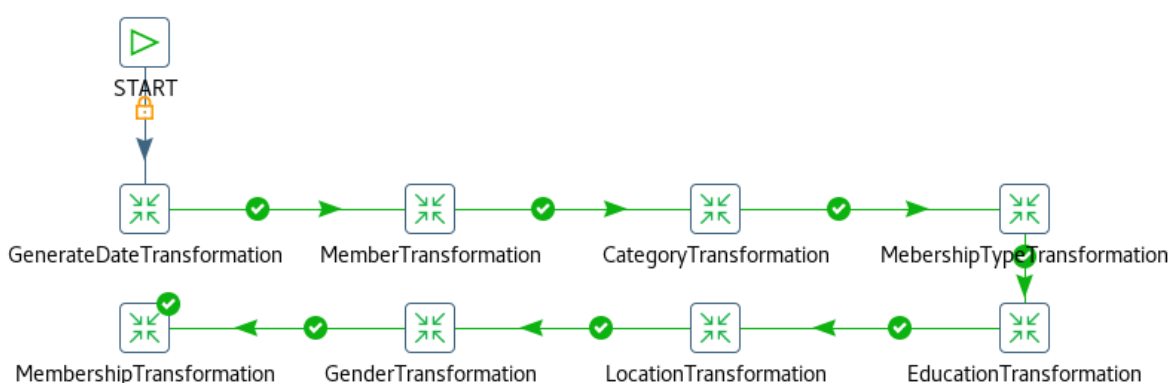 START
GenerateDateTransformation
MemberTransformation
CategoryTransformation
MebershipTypeTransformation
MembershipTransformation
GenderTransformation
LocationTransformation
EducationTransformation